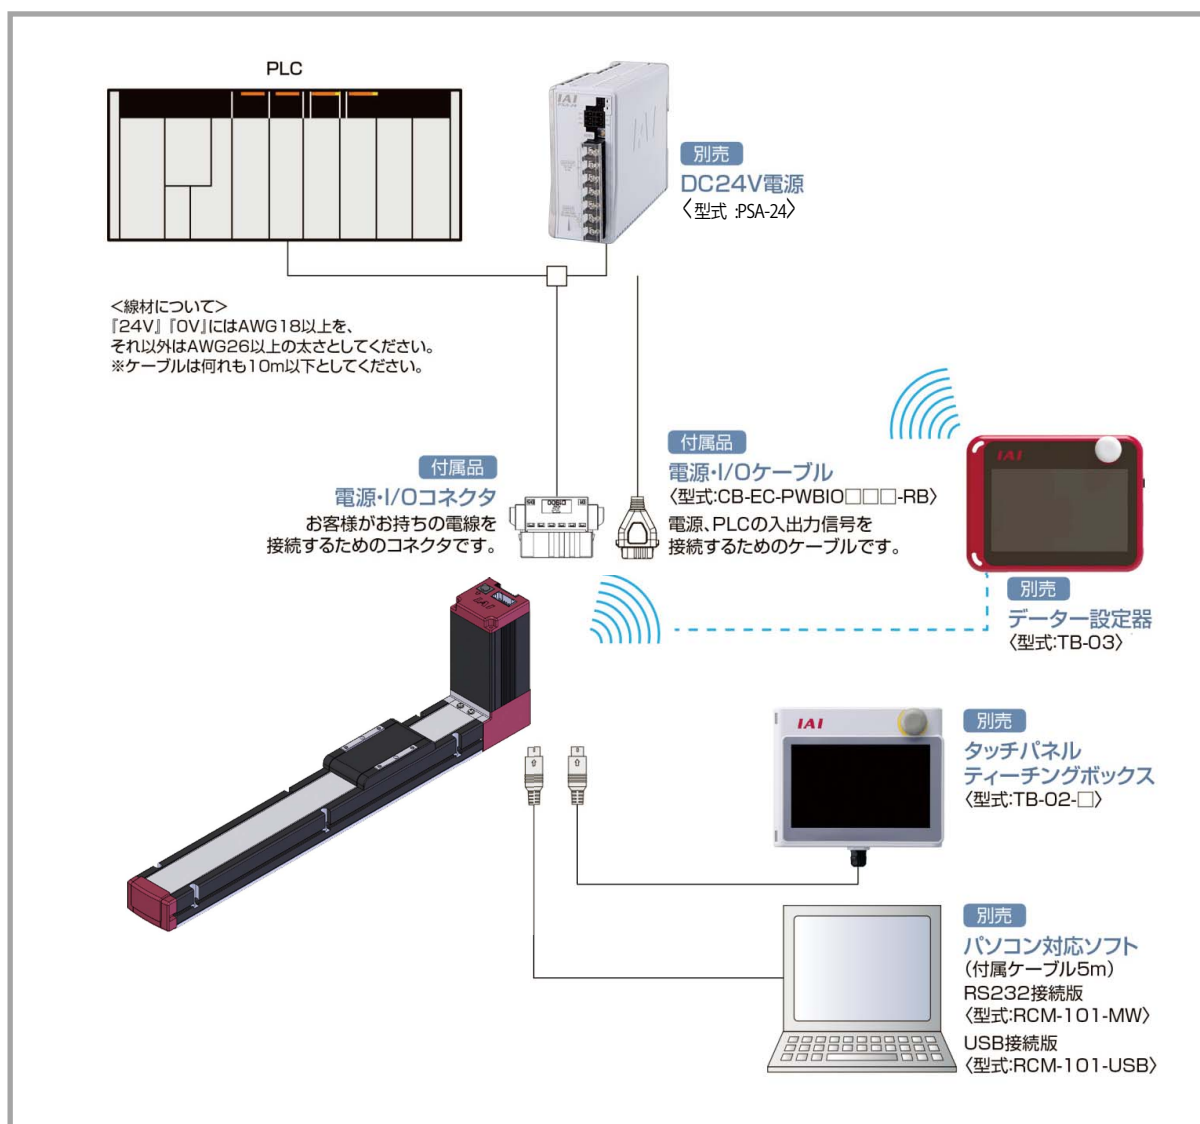 PLC
IAI
別売
DC24V電源
〈型式 :PSA-24〉
<線材について>
『24V』『0V』にはAWG18以上を、
それ以外はAWG26以上の太さとしてください。
※ケーブルは何れも10m以下としてください。
付属品
電源・I/Oコネクタ
お客様がお持ちの電線を
接続するためのコネクタです。
付属品
電源・I/Oケーブル
〈型式:CB-EC-PWBIO□□□-RB〉
電源、PLCの入出力信号を
接続するためのケーブルです。
IAI
別売
データー設定器
〈型式:TB-03〉
IAI
IAI
別売
タッチパネル
ティーチングボックス
〈型式:TB-02-□〉
別売
パソコン対応ソフト
(付属ケーブル5m)
RS232接続版
〈型式:RCM-101-MW〉
USB接続版
〈型式:RCM-101-USB〉